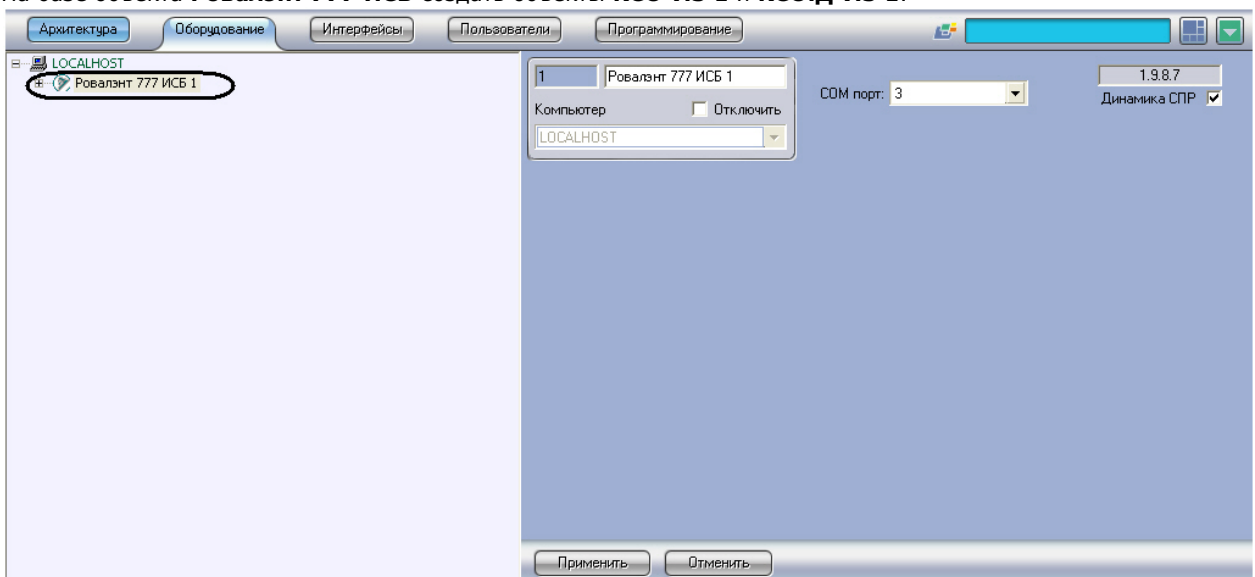 Архитектура Оборудование Интерфейсы Пользователи Программирование
LOCALHOST
Ровалэнт 777 ИСБ 1
1 Ровалэнт 777 ИСБ 1
Компьютер Отключить
LOCALHOST
COM порт: 3
1.9.8.7
Динамика СПР
Применить Отменить